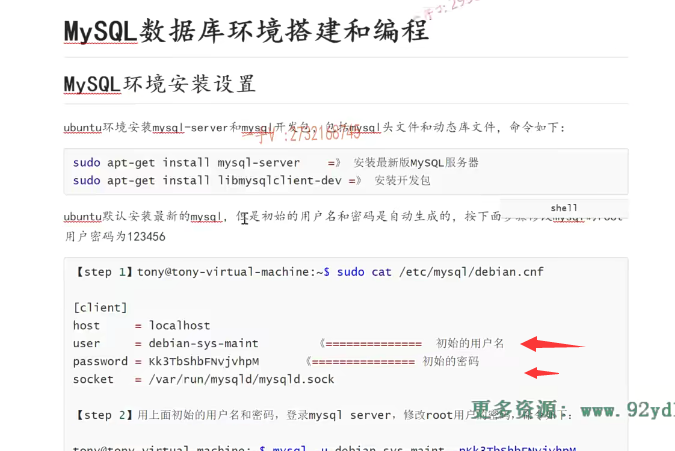 MySQL数据库环境搭建和编程
MySQL环境安装设置
ubuntu环境安装mysql-server和mysql开发包，包括mysql头文件和动态库文件，命令如下：
sudo apt-get install mysql-server =》 安装最新版MySQL服务器
sudo apt-get install libmysqlclient-dev =》 安装开发包
shell
ubuntu默认安装最新的mysql，但是初始的用户名和密码是自动生成的，按下面步骤修改mysql的root
用户密码为123456
【step 1】tony@tony-virtual-machine:~$ sudo cat /etc/mysql/debian.cnf
[client]
host = localhost
user = debian-sys-maint 《============== 初始的用户名
password = Kk3TbShbFNvjvhpM 《=============== 初始的密码
socket = /var/run/mysqld/mysqld.sock
更多资源：www.92yd
【step 2】用上面初始的用户名和密码，登录mysql server，修改root用户的密码，命令如下：
tony@tony-virtual-machine:~$ mysql -u debian-sys-maint -pKk3TbShbFNvjvhpM